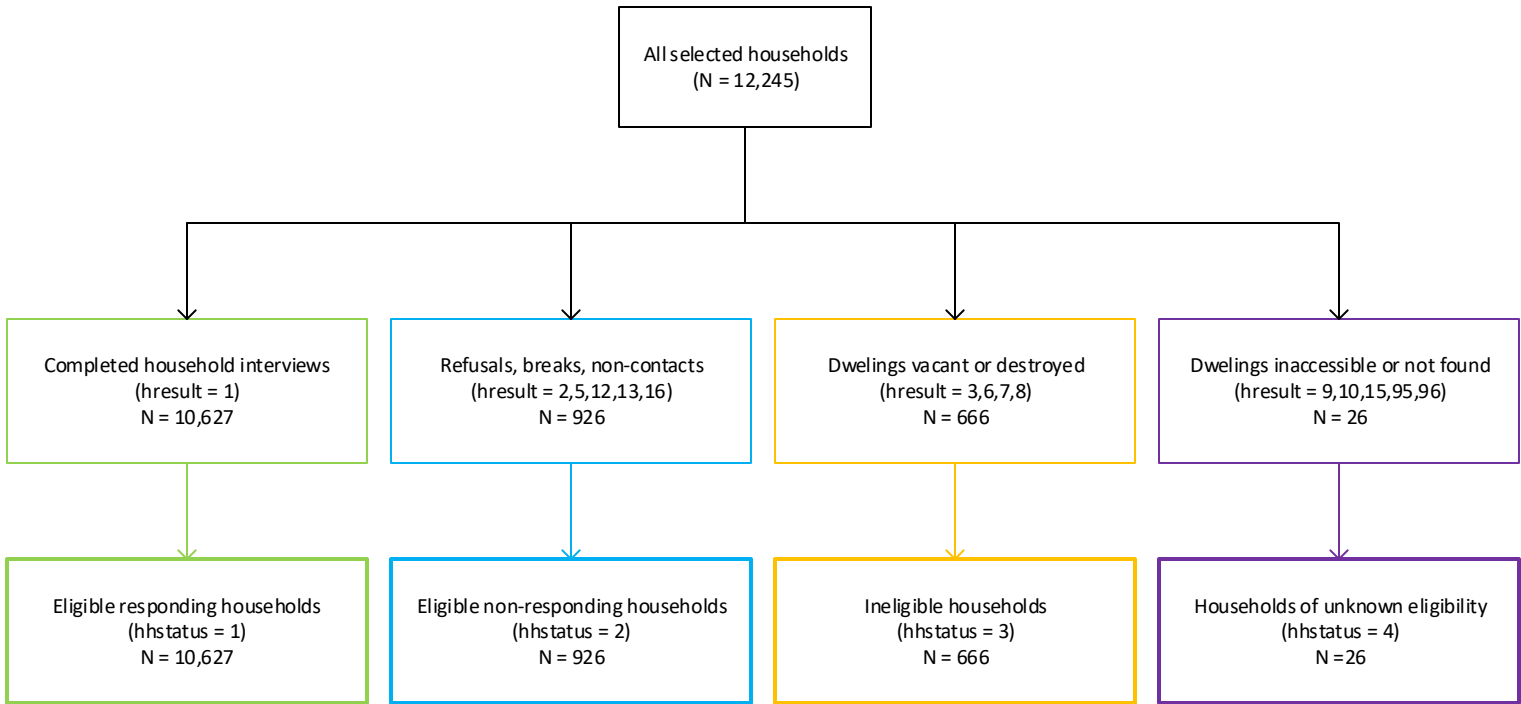 All selected households
(N = 12,245)
Completed household interviews
(hresult = 1)
N = 10,627
Refusals, breaks, non-contacts
(hresult = 2,5,12,13,16)
N = 926
Dwelings vacant or destroyed
(hresult = 3,6,7,8)
N = 666
Dwelings inaccessible or not found
(hresult = 9,10,15,95,96)
N = 26
Eligible responding households
(hhstatus = 1)
N = 10,627
Eligible non-responding households
(hhstatus = 2)
N = 926
Ineligible households
(hhstatus = 3)
N = 666
Households of unknown eligibility
(hhstatus = 4)
N =26